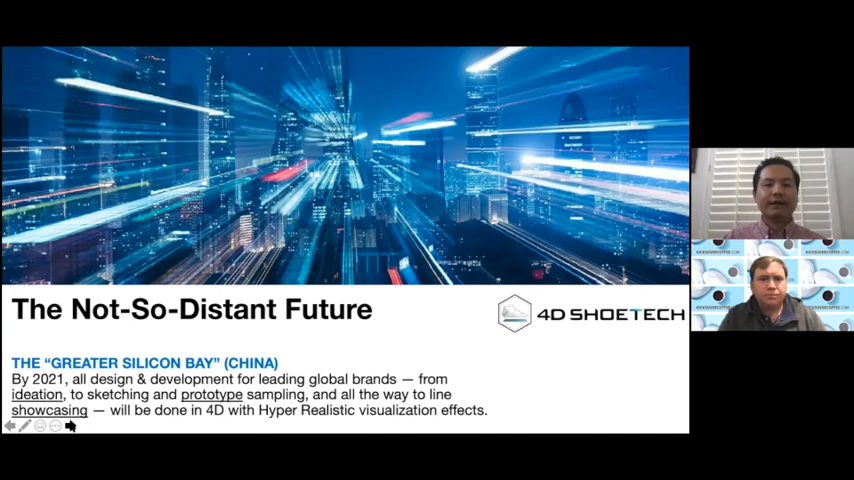 The Not-So-Distant Future
4D SHOETECH
THE “GREATER SILICON BAY” (CHINA)
By 2021, all design & development for leading global brands — from
ideation, to sketching and prototype sampling, and all the way to line
showcasing — will be done in 4D with Hyper Realistic visualization effects.